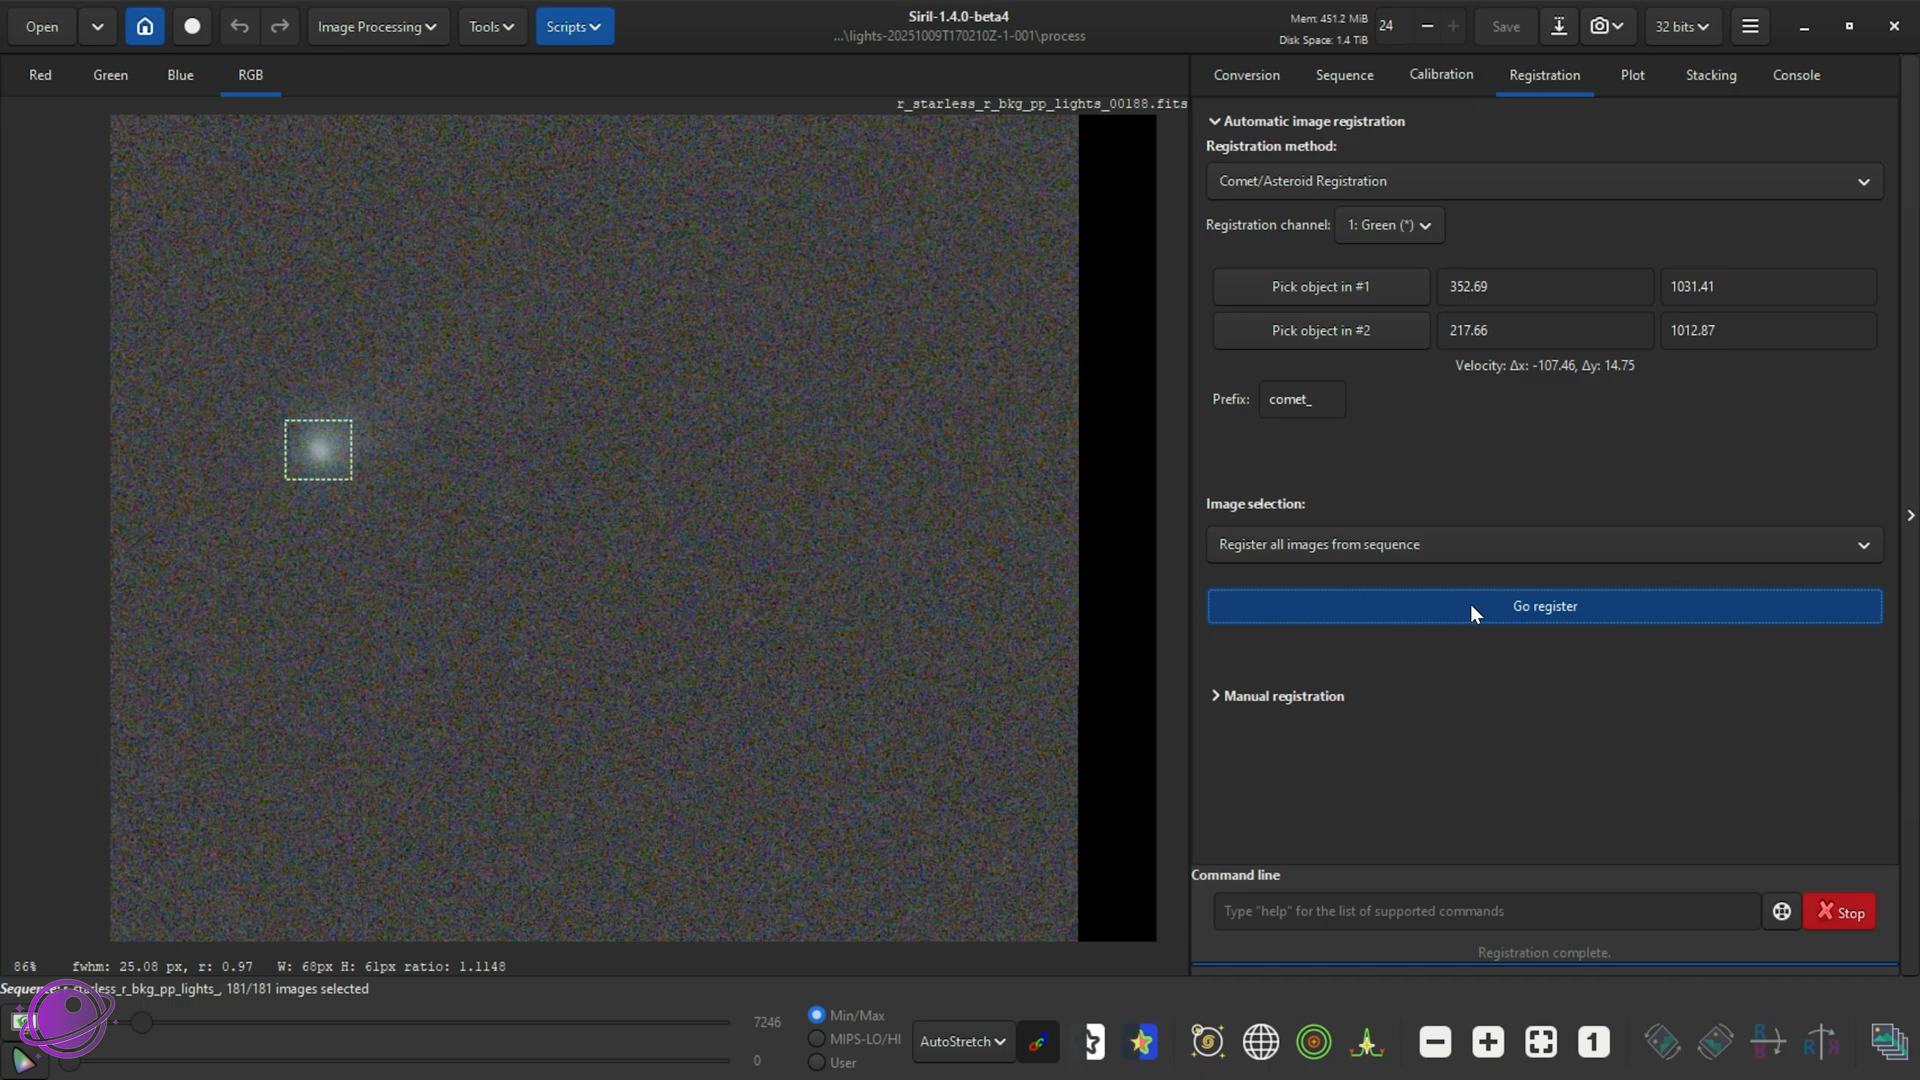 Open
Image Processing
Tools
Scripts
Siril-1.4.0-beta4
...\lights-20251009T170210Z-1-001\process
Mem: 451.2 MiB
Disk Space: 1.4 TiB
24
Save
32 bits
Red
Green
Blue
RGB
Conversion
Sequence
Calibration
Registration
Plot
Stacking
Console
r_starless_r_bkg_pp_lights_00188.fits
Automatic image registration
Registration method:
Comet/Asteroid Registration
Registration channel:
1: Green (*)
Pick object in #1
352.69
1031.41
Pick object in #2
217.66
1012.87
Velocity: Δx: -107.46, Δy: 14.75
Prefix:
comet_
Image selection:
Register all images from sequence
Go register
Manual registration
Command line
Type "help" for the list of supported commands
Stop
Registration complete.
86% fwhm: 25.08 px, r: 0.97 W: 68px H: 61px ratio: 1.1148
ess_r_bkg_pp_lights_, 181/181 images selected
7246
0
Min/Max
MIPS-LO/HI
User
AutoStretch
1
R
R